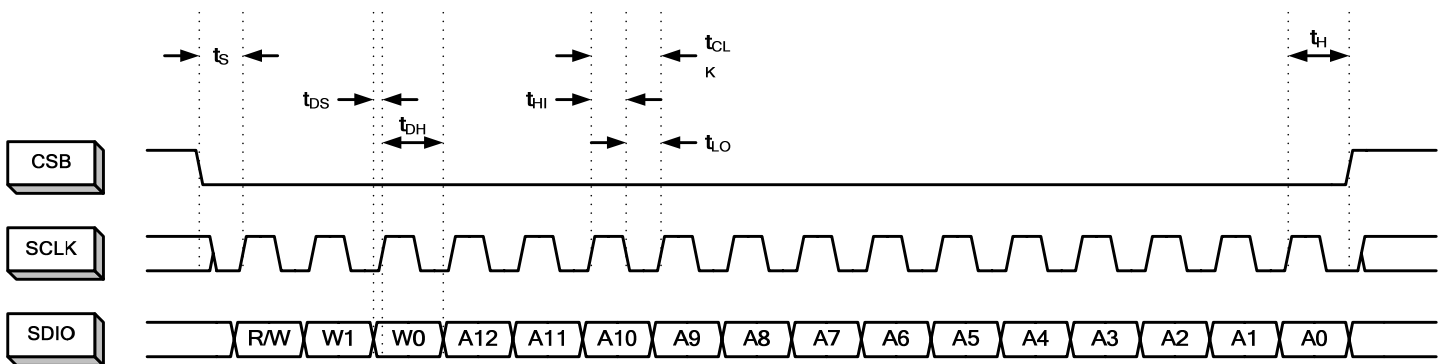 tS
tCL
K
tH
tDS
tHI
tDH
tLO
CSB
SCLK
SDIO
R/W W1 W0 A12 A11 A10 A9 A8 A7 A6 A5 A4 A3 A2 A1 A0